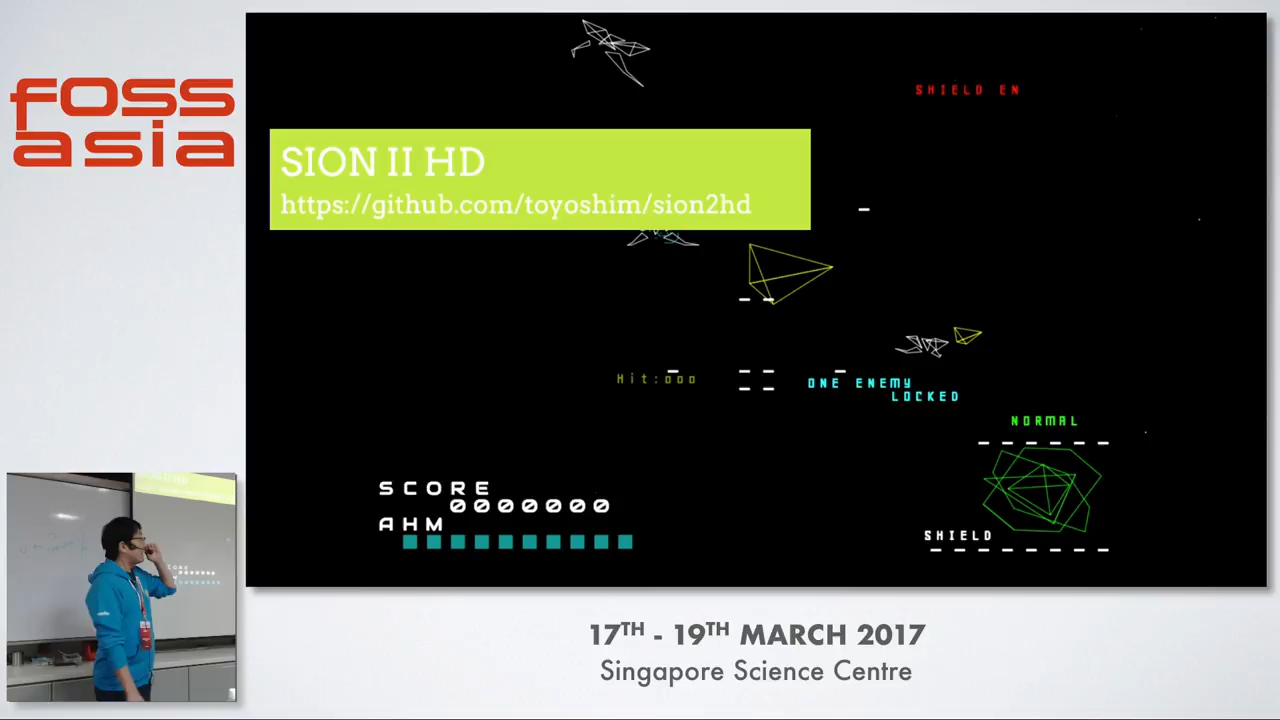 foss
asia
SHIELD EN
SION II HD
https://github.com/toyoshim/sion2hd
Hit:000
ONE ENEMY
LOCKED
NORMAL
SCORE
0000000
AHM
SHIELD
17TH - 19TH MARCH 2017
Singapore Science Centre